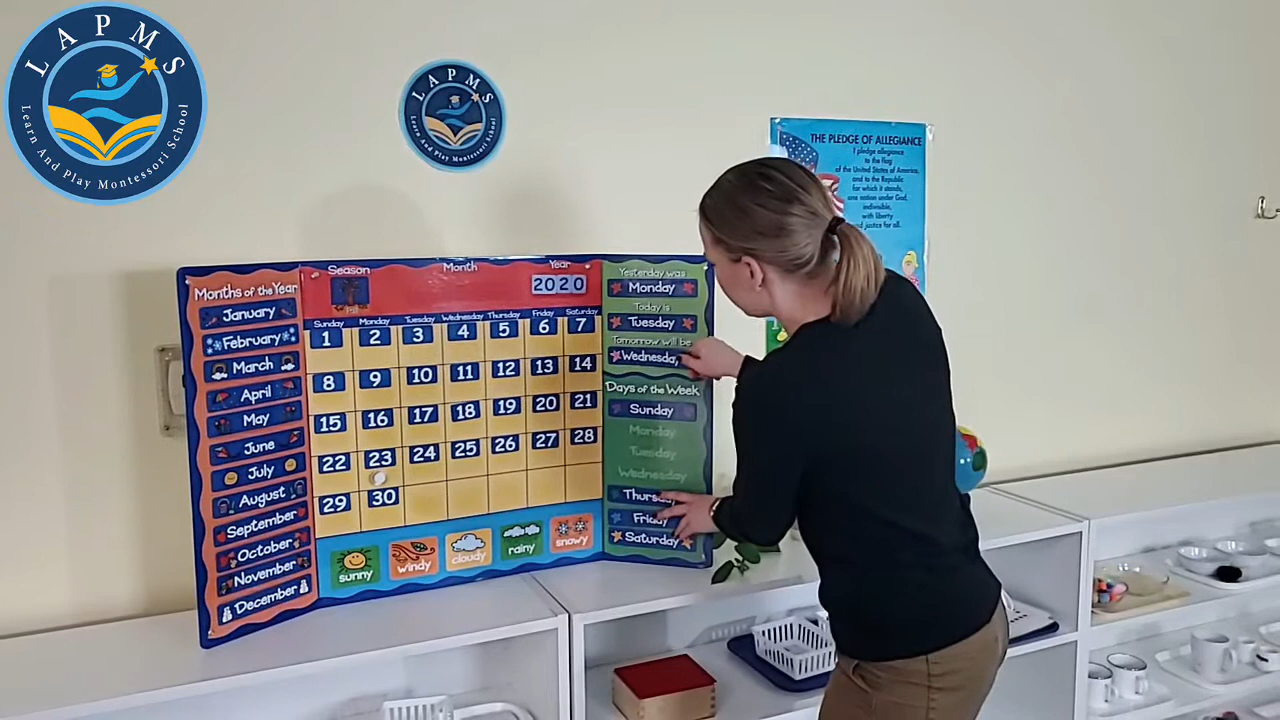 LAPMS
Learn And Play Montessori School
LAPMS
Learn And Play Montessori School
THE PLEDGE OF ALLEGIANCE
I pledge allegiance
to the flag
of the United States of America,
and to the Republic
for which it stands,
one nation under God,
indivisible,
with liberty
and justice for all.
Months of the Year
January
February
March
April
May
June
July
August
September
October
November
December
Season Month Year
2020
Sunday Monday Tuesday Wednesday Thursday Friday Saturday
1 2 3 4 5 6 7
8 9 10 11 12 13 14
15 16 17 18 19 20 21
22 23 24 25 26 27 28
29 30
sunny windy cloudy rainy snowy
Yesterday was
Monday
Today is
Tuesday
Tomorrow will be
Wednesday
Days of the Week
Sunday
Monday
Tuesday
Wednesday
Thursday
Friday
Saturday